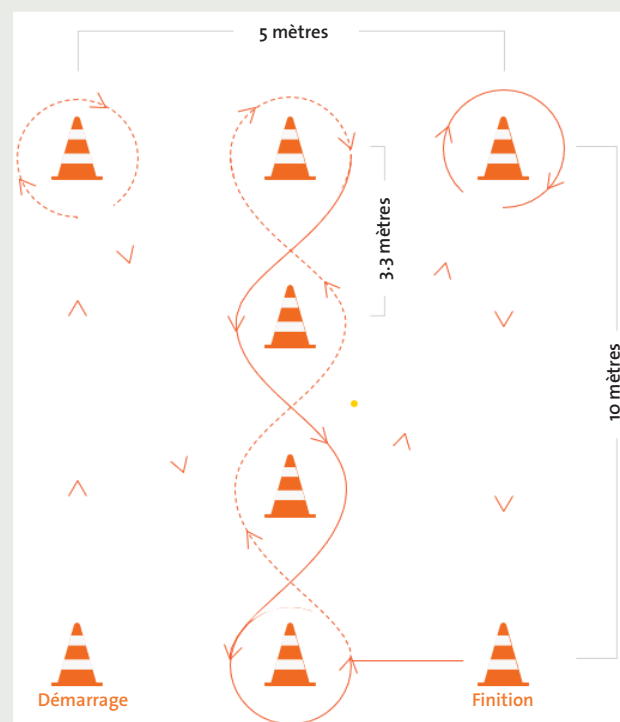 5 mètres
3.3 mètres
10 mètres
Démarrage
Finition